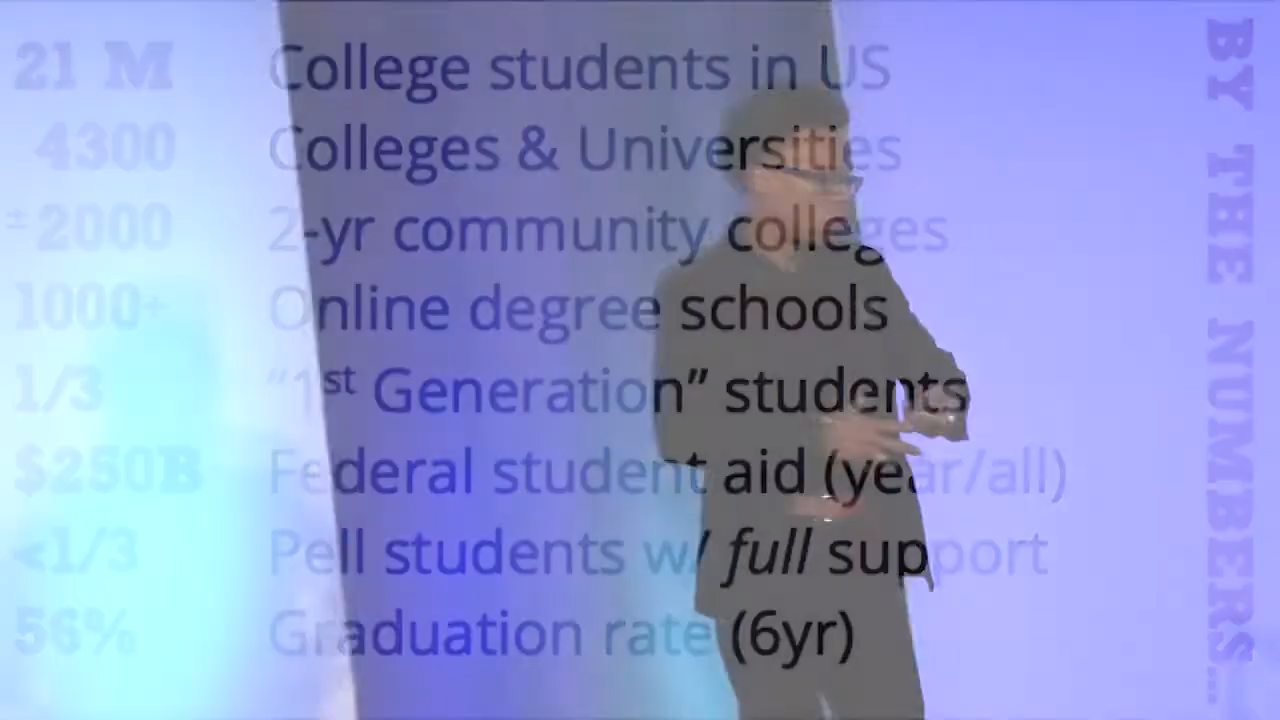 21 M College students in US
4300 Colleges & Universities
±2000 2-yr community colleges
1000+ Online degree schools
1/3 “1st Generation” students
$250B Federal student aid (year/all)
<1/3 Pell students w/ full support
56% Graduation rate (6yr)
BY THE NUMBERS...